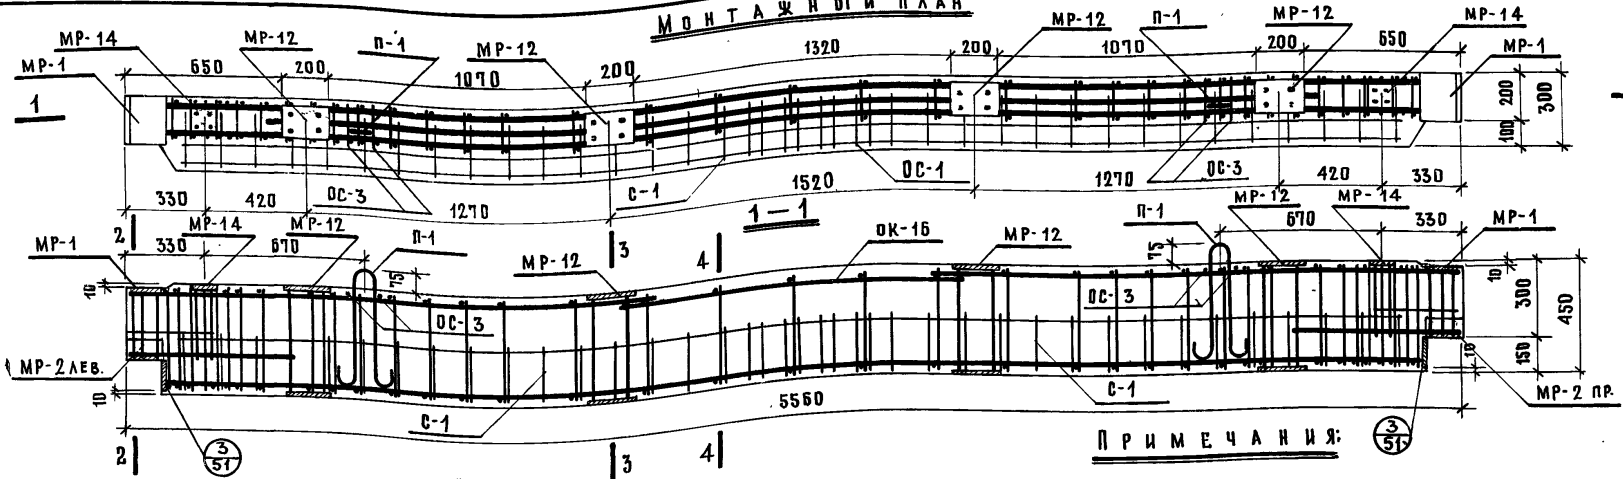 МОНТАЖНЫЙ ПЛАН
МР-14 МР-12 П-1 МР-12 1320 200 МР-12 1070 П-1 200 МР-12 650 МР-14
МР-1 650 200 1070 200 МР-1
1 200 100 300
330 420 ОС-3 1270 С-1 1520 ОС-1 1270 ОС-3 420 330
1-1
2 3 4
МР-1 330 МР-14 670 МР-12 П-1 75 МР-12 ОК-16 МР-12 П-1 75 МР-12 670 МР-14 330 МР-1
10 ОС-3 ОС-3 10 300 450
МР-2 ЛЕВ. 10 С-1 5560 С-1 10 150 МР-2 ПР.
2 3 4
3
51
ПРИМЕЧАНИЯ:
3
51